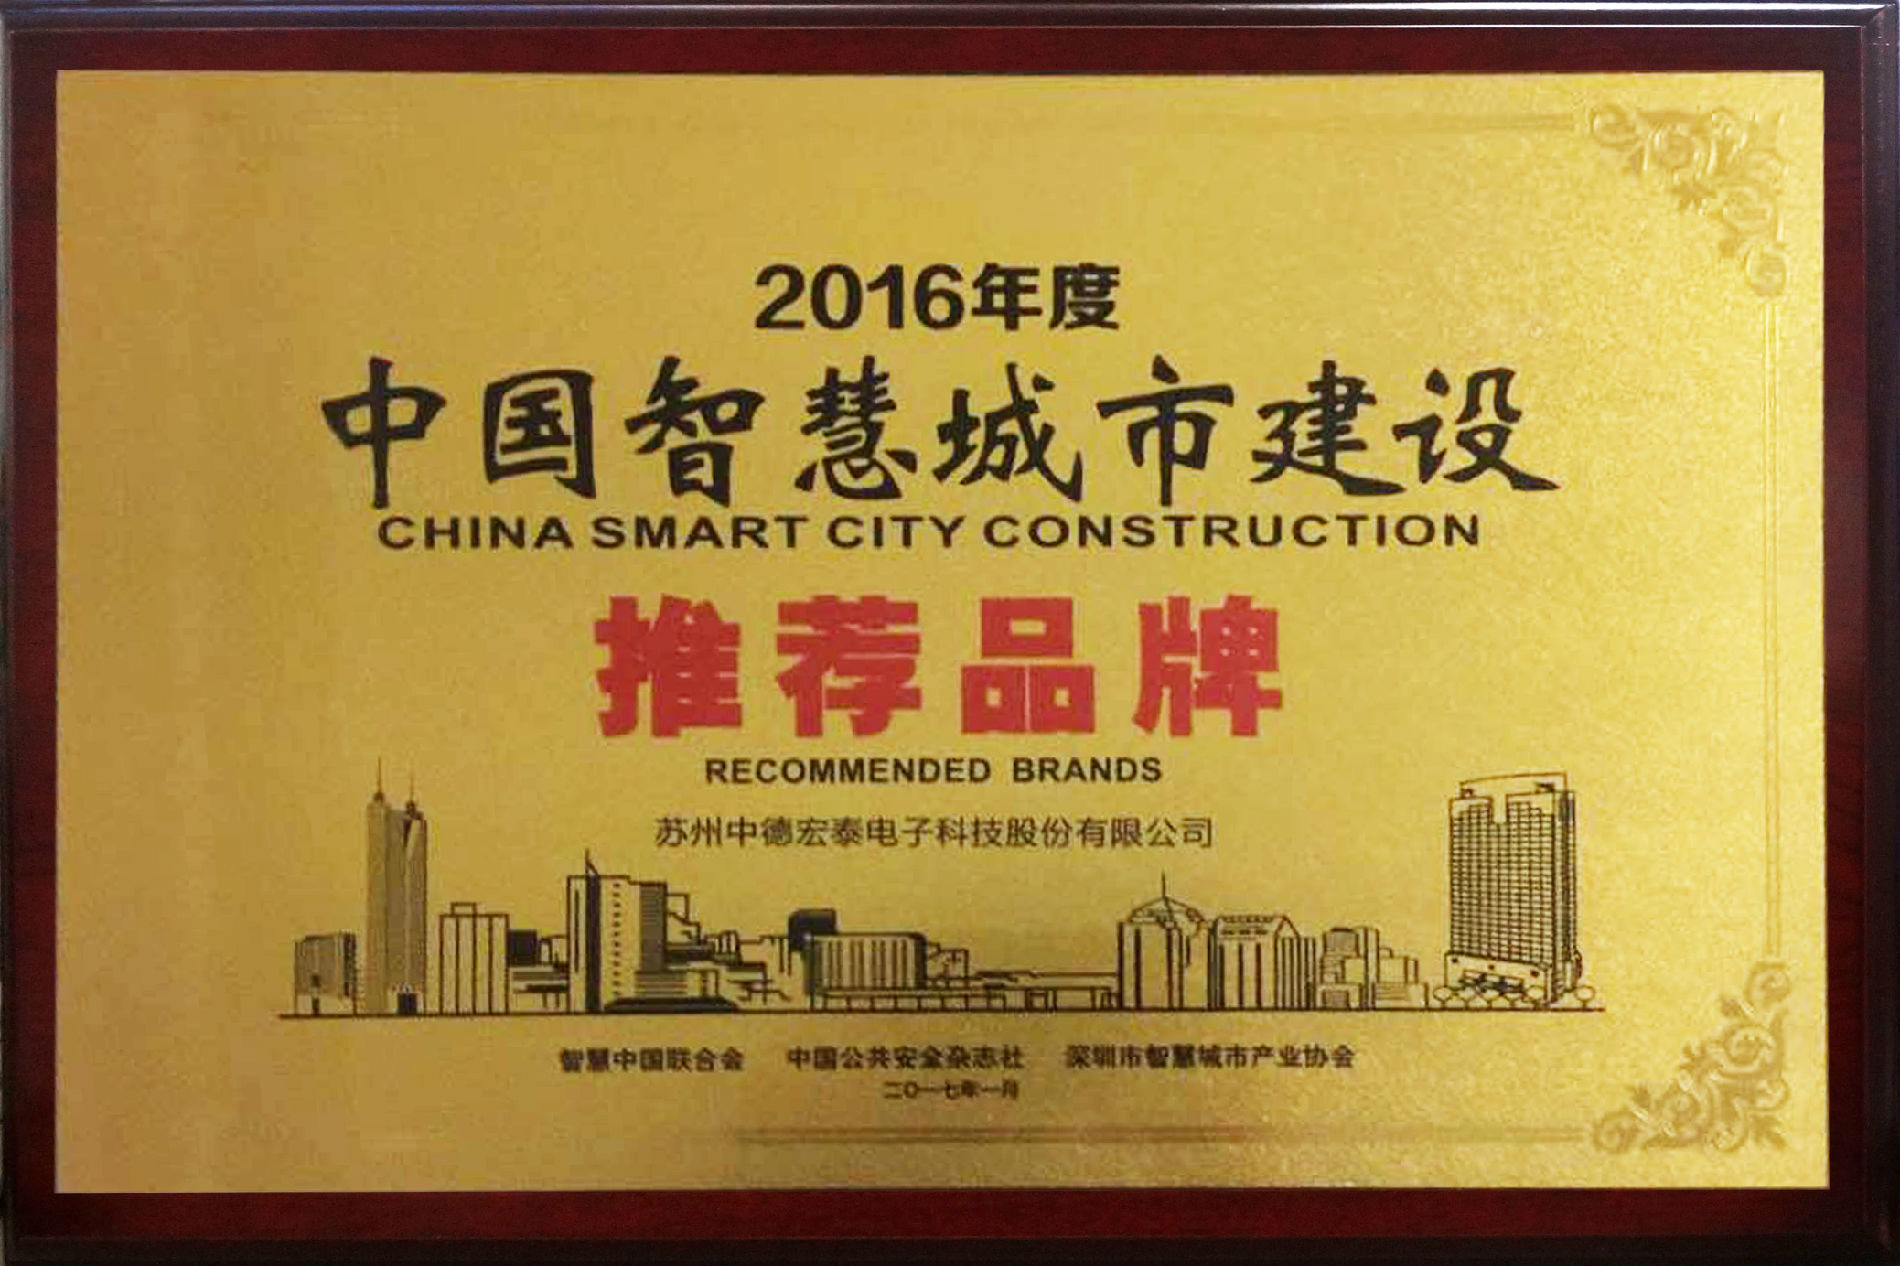 2016年度
中国智慧城市建设
CHINA SMART CITY CONSTRUCTION
推荐品牌
RECOMMENDED BRANDS
苏州中德宏泰电子科技股份有限公司
智慧中国联合会 中国公共安全杂志社 深圳市智慧城市产业协会
二〇一七年一月